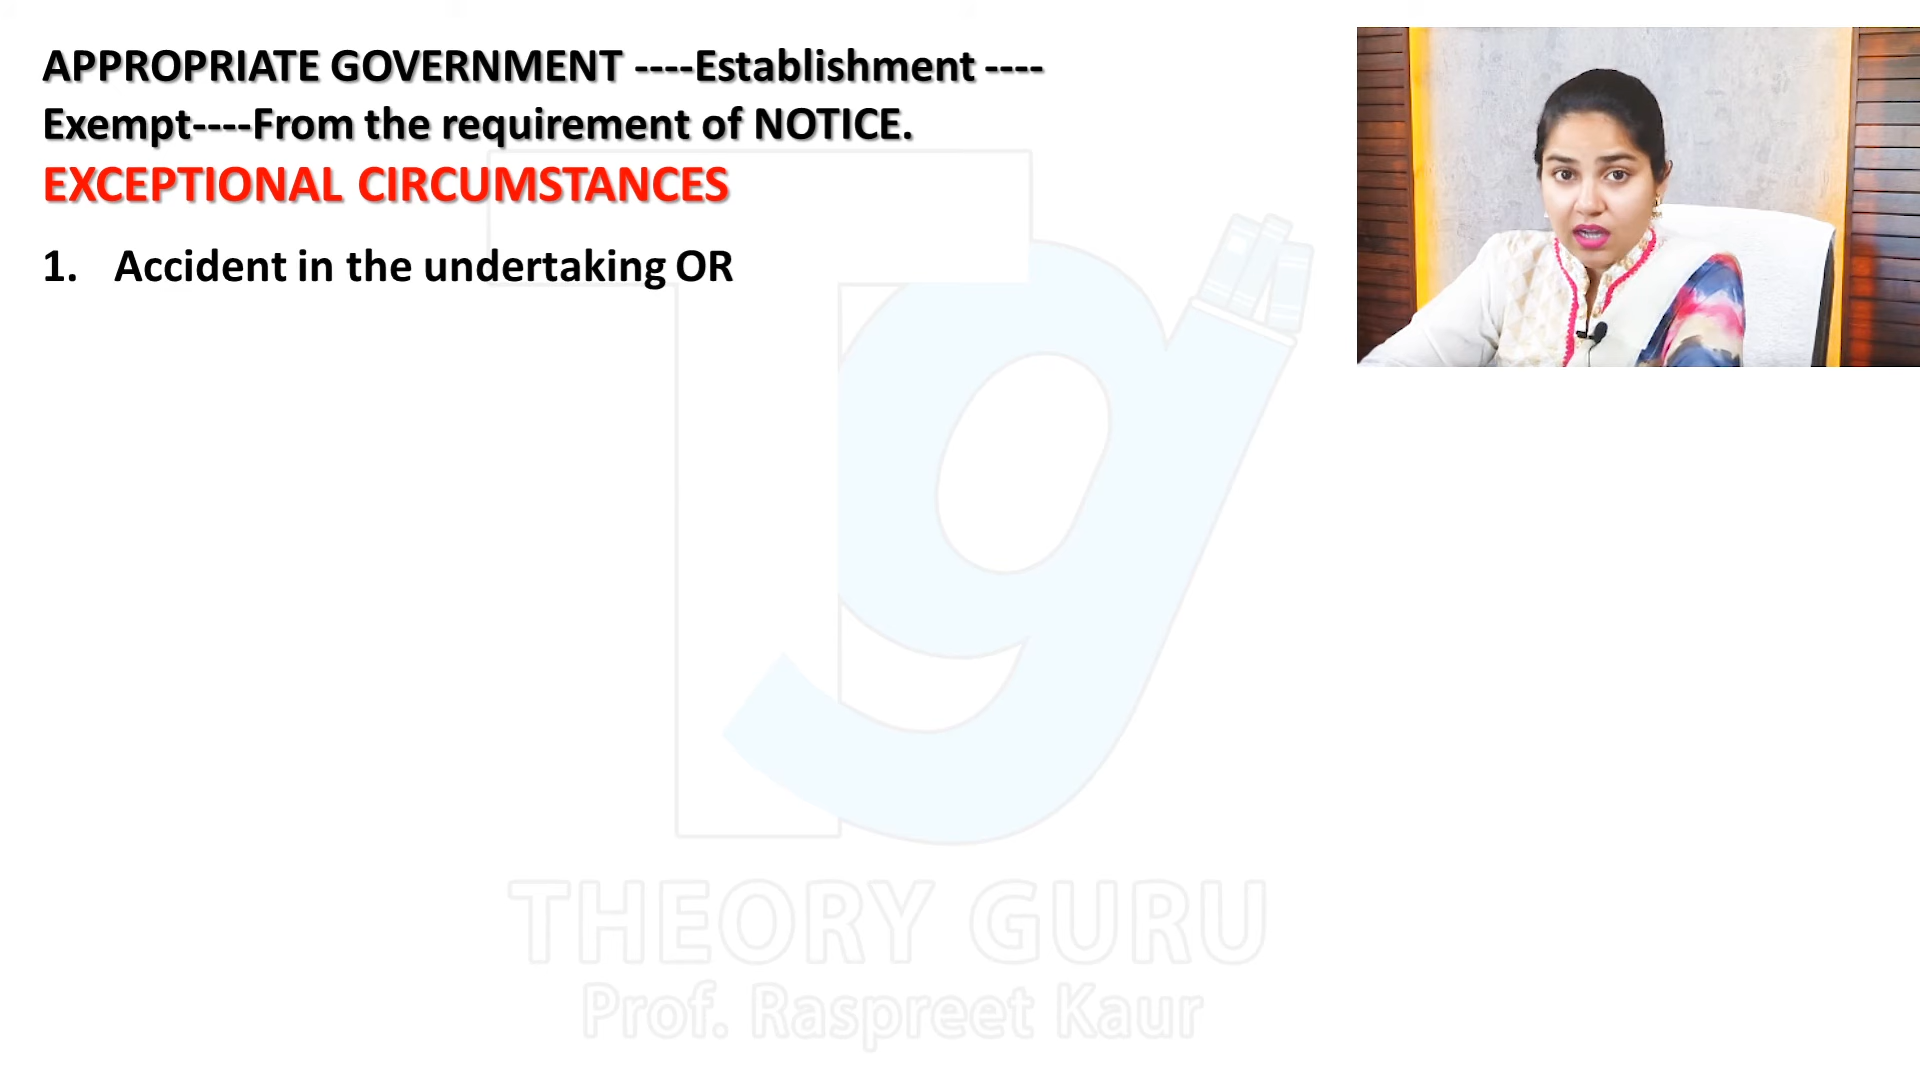 APPROPRIATE GOVERNMENT ----Establishment ----
Exempt----From the requirement of NOTICE.
EXCEPTIONAL CIRCUMSTANCES
1. Accident in the undertaking OR
Tg
THEORY GURU
Prof. Raspreet Kaur